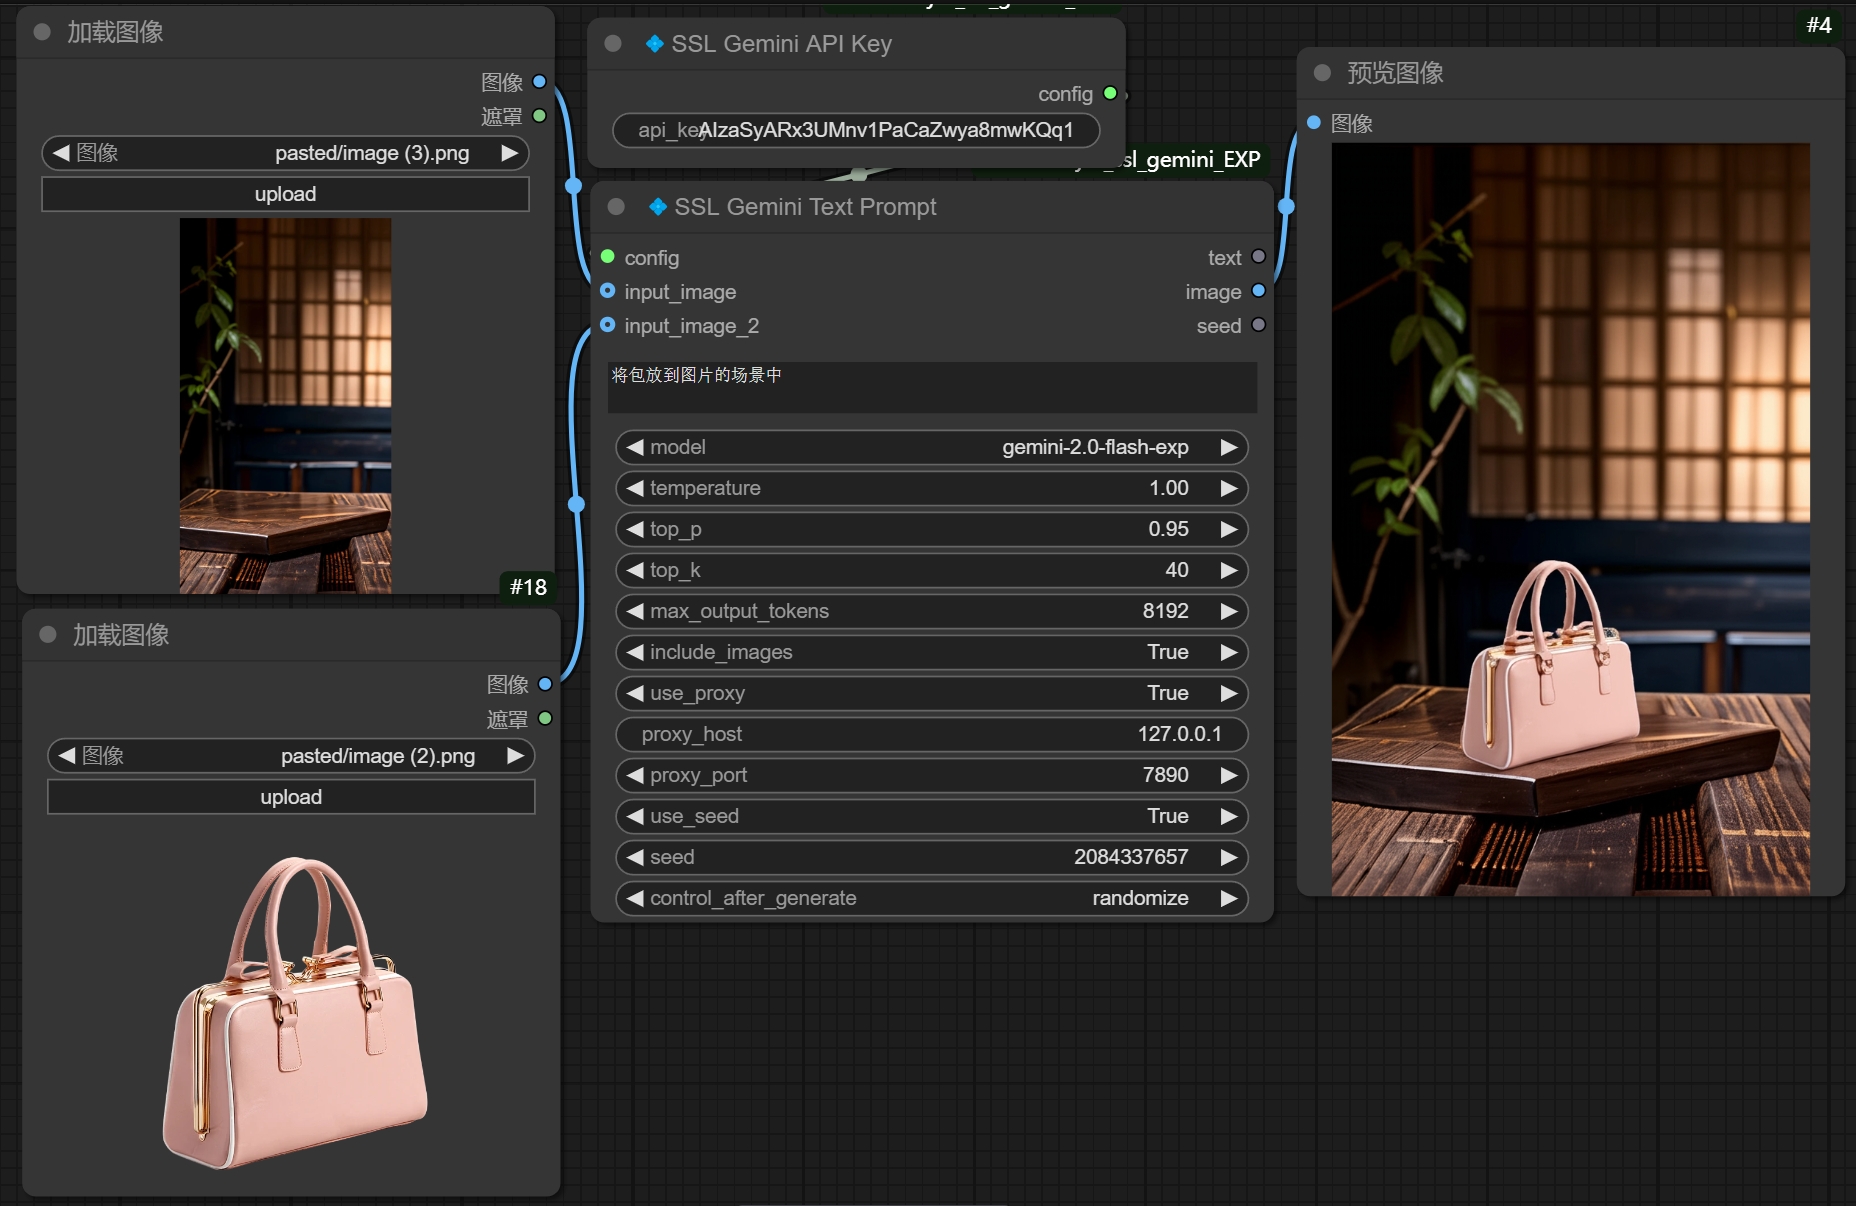 加载图像
图像
遮罩
图像 pasted/image (3).png
upload
#18
加载图像
图像
遮罩
图像 pasted/image (2).png
upload
SSL Gemini API Key
config
api_key AIzaSyARx3UMnv1PaCaZwya8mwKQq1
sl_gemini_EXP
SSL Gemini Text Prompt
config text
input_image image
input_image_2 seed
将包放到图片的场景中
model gemini-2.0-flash-exp
temperature 1.00
top_p 0.95
top_k 40
max_output_tokens 8192
include_images True
use_proxy True
proxy_host 127.0.0.1
proxy_port 7890
use_seed True
seed 2084337657
control_after_generate randomize
#4
预览图像
图像